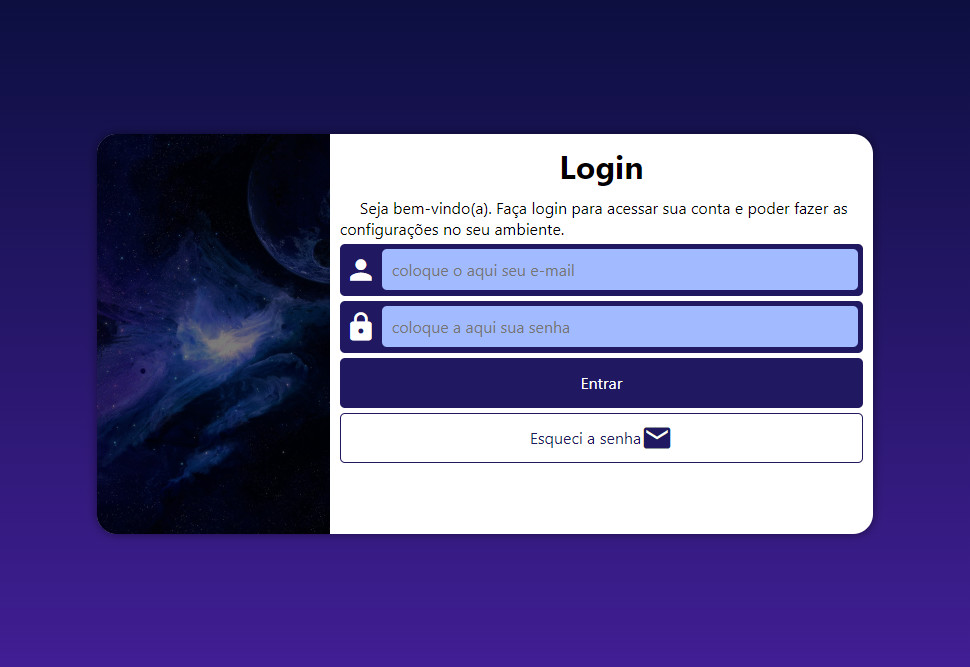 Login
Seja bem-vindo(a). Faça login para acessar sua conta e poder fazer as
configurações no seu ambiente.
coloque o aqui seu e-mail
coloque a aqui sua senha
Entrar
Esqueci a senha